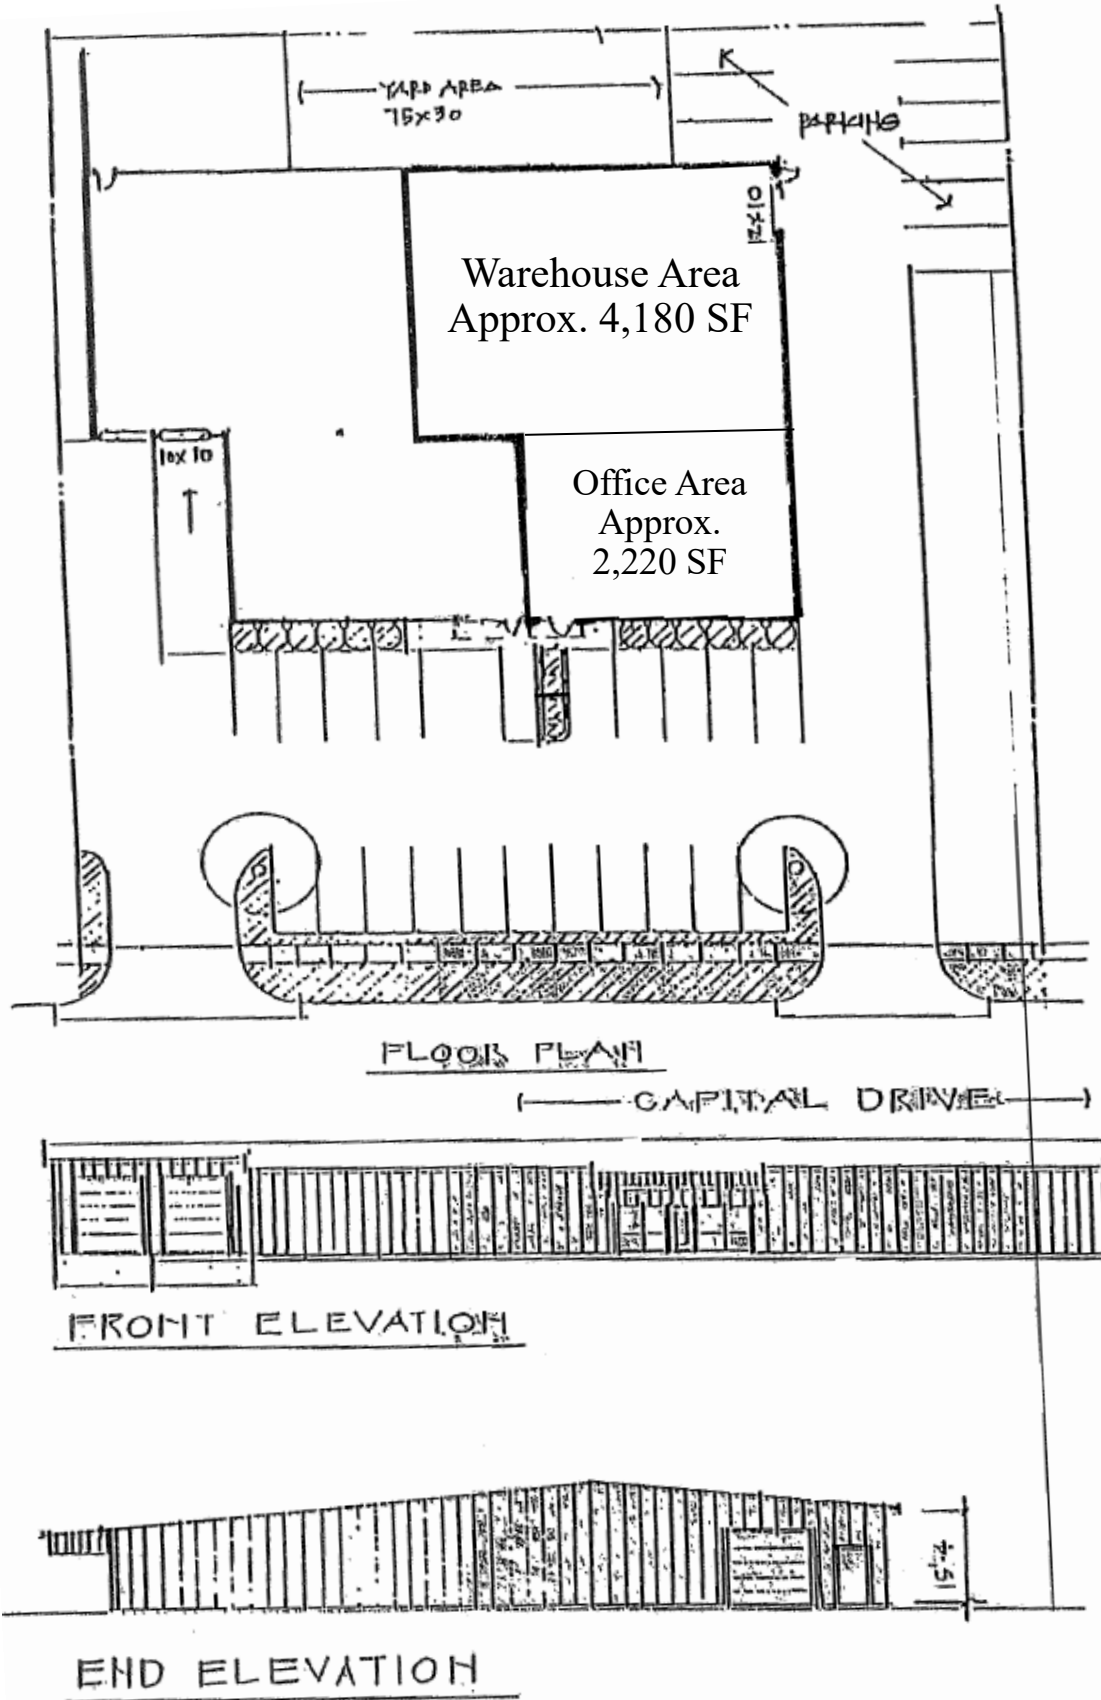 YARD AREA
75x30
PARKING
12x10
Warehouse Area
Approx. 4,180 SF
10x10
Office Area
Approx.
2,220 SF
FLOOR PLAN
CAPITAL DRIVE
FRONT ELEVATION
END ELEVATION